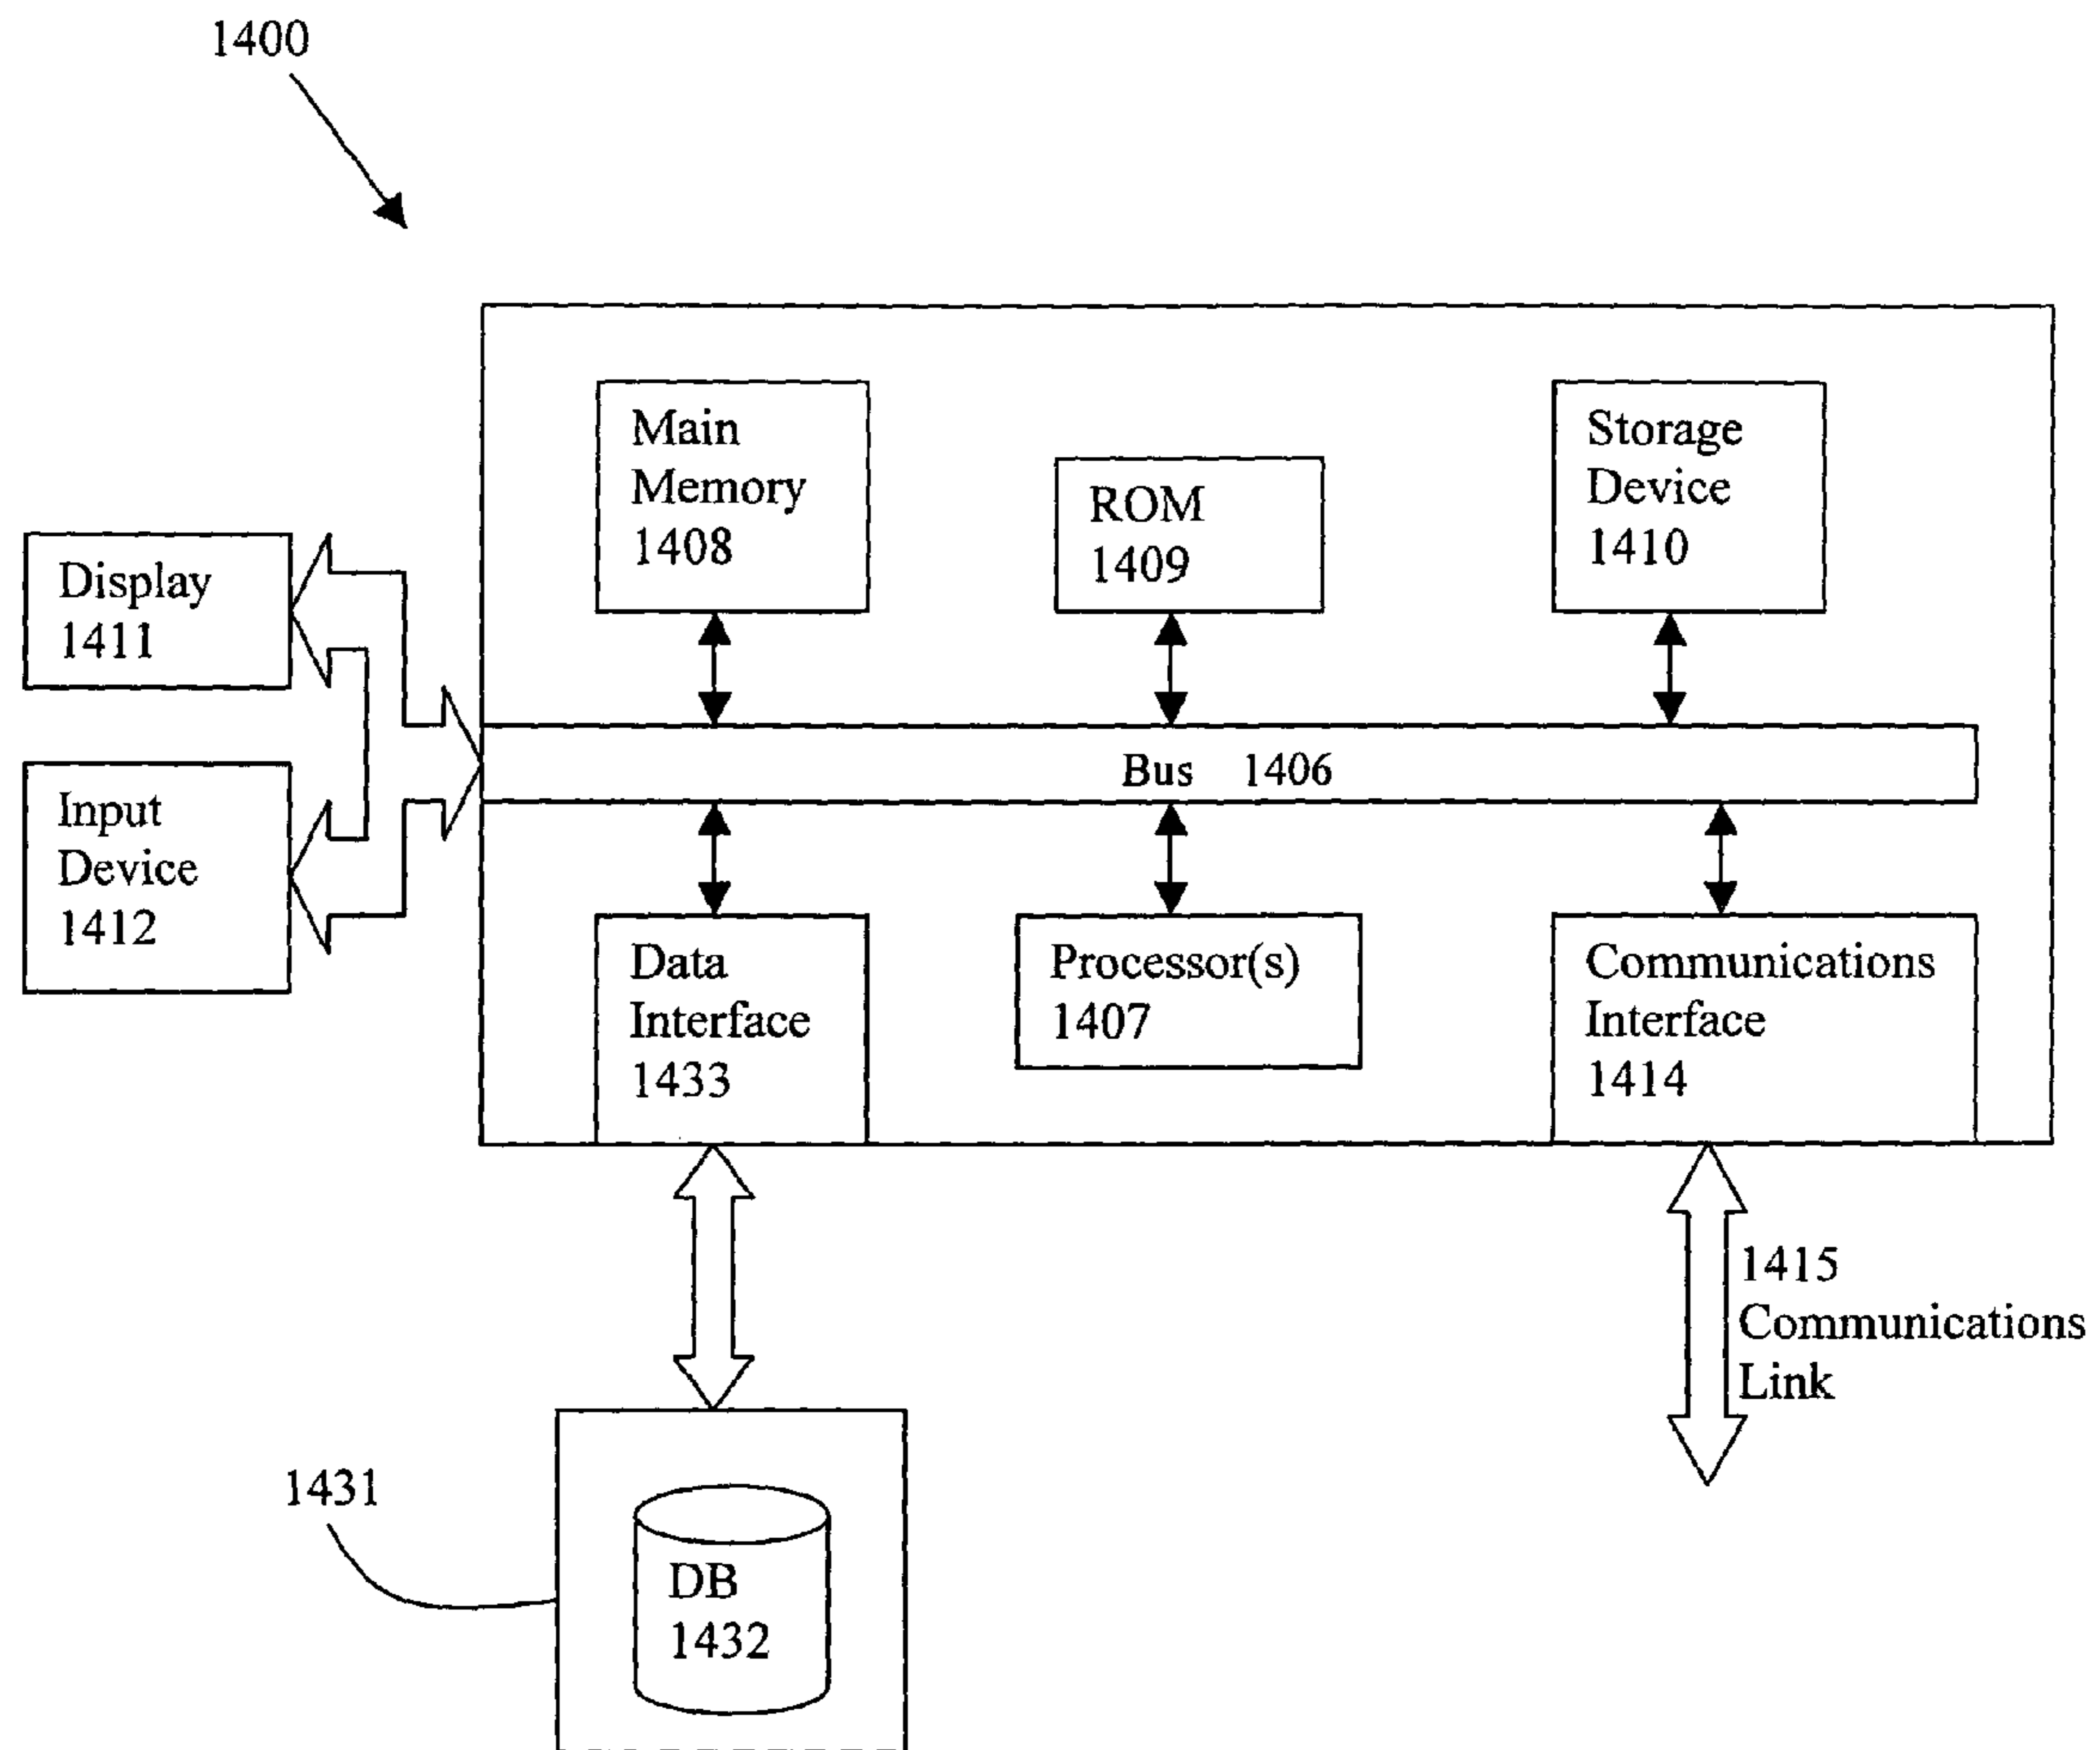 1400
Main
Memory
1408
ROM
1409
Storage
Device
1410
Display
1411
Bus 1406
Input
Device
1412
Data
Interface
1433
Processor(s)
1407
Communications
Interface
1414
1415
Communications
Link
1431
DB
1432